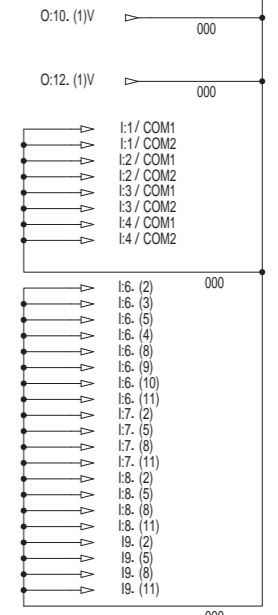 O:10. (1)V
000
O:12. (1)V
000
I:1/ COM1
I:1/ COM2
I:2/ COM1
I:2/ COM2
I:3/ COM1
I:3/ COM2
I:4/ COM1
I:4/ COM2
000
I:6. (2)
I:6. (3)
I:6. (5)
I:6. (4)
I:6. (8)
I:6. (9)
I:6. (10)
I:6. (11)
I:7. (2)
I:7. (5)
I:7. (8)
I:7. (11)
I:8. (2)
I:8. (5)
I:8. (8)
I:8. (11)
I9. (2)
I9. (5)
I9. (8)
I9. (11)
000